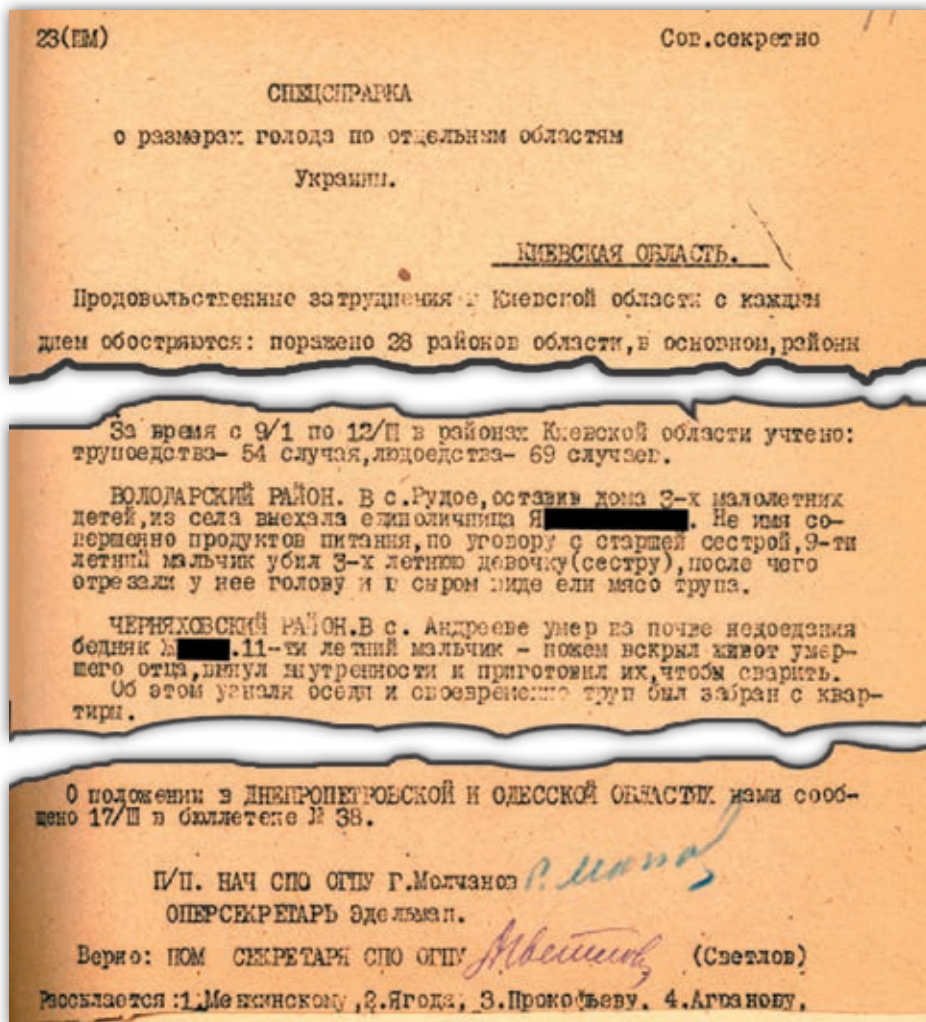 23(ПМ)
Сов.секретно
СПЕЦСПРАВКА
о размерах голода по отдельным областям
Украины.
КИЕВСКАЯ ОБЛАСТЬ.
Продовольственные затруднения в Киевской области с каждым
днем обостряются: поражено 28 районов области,в основном,районы
За время с 9/1 по 12/Ш в районах Киевской области учтено:
трупоедства- 54 случая,людоедства- 69 случаев.
ВОЛОДАРСКИЙ РАЙОН. В с.Рудое,оставив дома 3-х малолетних
детей,из села выехала единоличница Я . Не имя со-
вершенно продуктов питания,по уговору с старшей сестрой,9-ти
летний мальчик убил 3-х летнюю девочку(сестру),после чего
отрезали у нее голову и в сыром виде ели мясо трупа.
ЧЕРНЯХОВСКИЙ РАЙОН.В с. Андрееве умер на почве недоедания
бедняк .11-ти летний мальчик - ножем вскрыл живот умер-
шего отца,вынул внутренности и приготовил их,чтобы сварить.
Об этом узнали оседи и своевременно труп был забран с квар-
тиры.
О положении в ДНЕПРОПЕТРОВСКОЙ И ОДЕССКОЙ ОБЛАСТЯХ нами сооб-
щено 17/Ш в бюллетене № 38.
П/П. НАЧ СПО ОГПУ Г.Молчанов
ОПЕРСЕКРЕТАРЬ Эдельман.
Верно: ПОМ СЕКРЕТАРЯ СПО ОГПУ (Светлов)
Рассылается :1.Менжинскому,2.Ягода, 3.Прокофьеву. 4.Агранову.